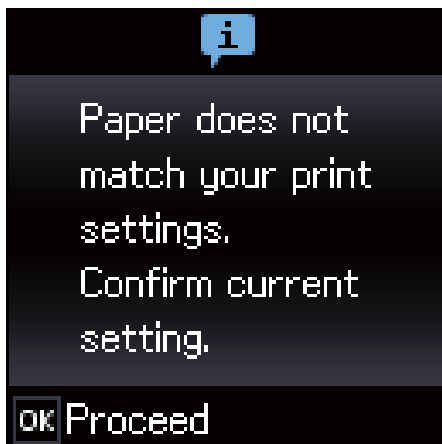 i
Paper does not
match your print
settings.
Confirm current
setting.
OK Proceed